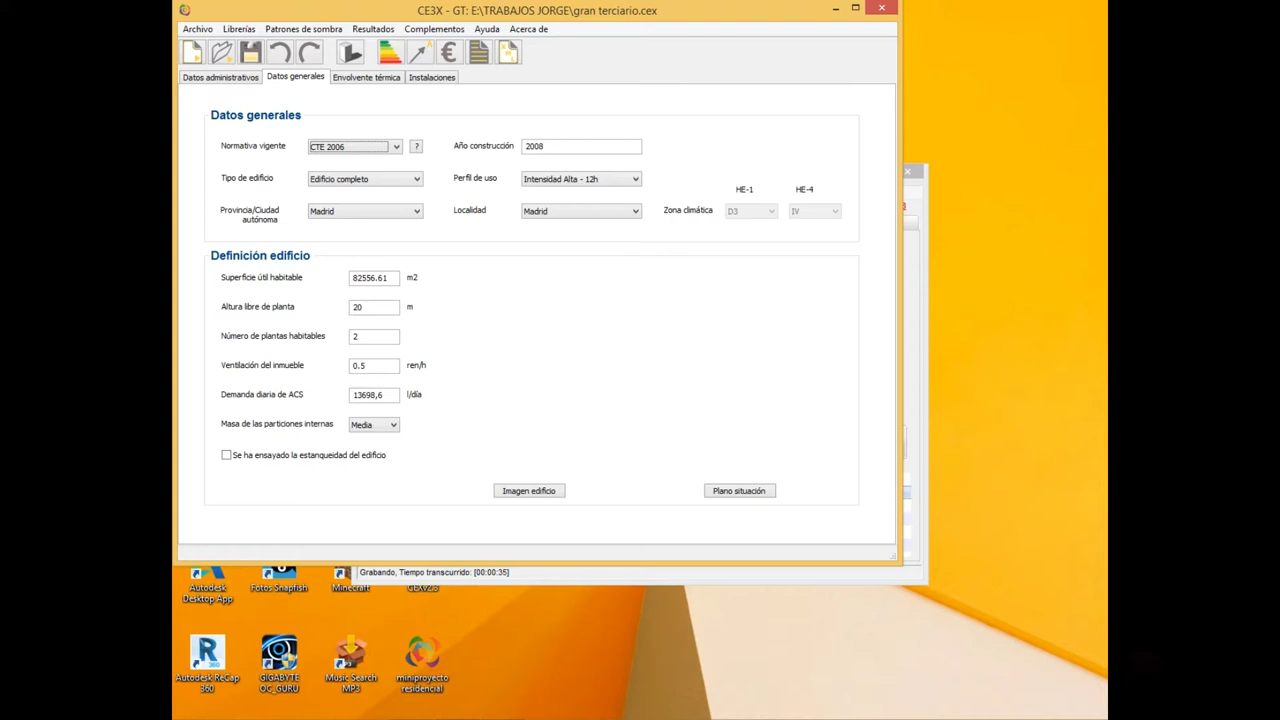 CE3X - GT: E:\TRABAJOS JORGE\gran terciario.cex
Archivo Librerías Patrones de sombra Resultados Complementos Ayuda Acerca de
Datos administrativos Datos generales Envolvente térmica Instalaciones
Datos generales
Normativa vigente CTE 2006 ? Año construcción 2008
Tipo de edificio Edificio completo Perfil de uso Intensidad Alta - 12h
HE-1 HE-4
Provincia/Ciudad Madrid Localidad Madrid Zona climática D3 IV
autónoma
Definición edificio
Superficie útil habitable 82556.61 m2
Altura libre de planta 20 m
Número de plantas habitables 2
Ventilación del inmueble 0.5 ren/h
Demanda diaria de ACS 13698,6 l/día
Masa de las particiones internas Media
Se ha ensayado la estanqueidad del edificio
Imagen edificio Plano situación
Grabando, Tiempo transcurrido: [00:00:35]
Autodesk Fotos Snapfish Minecraft CEXv2.3
Desktop App
Autodesk ReCap GIGABYTE Music Search miniproyecto
360 OC_GURU MP3 residencial